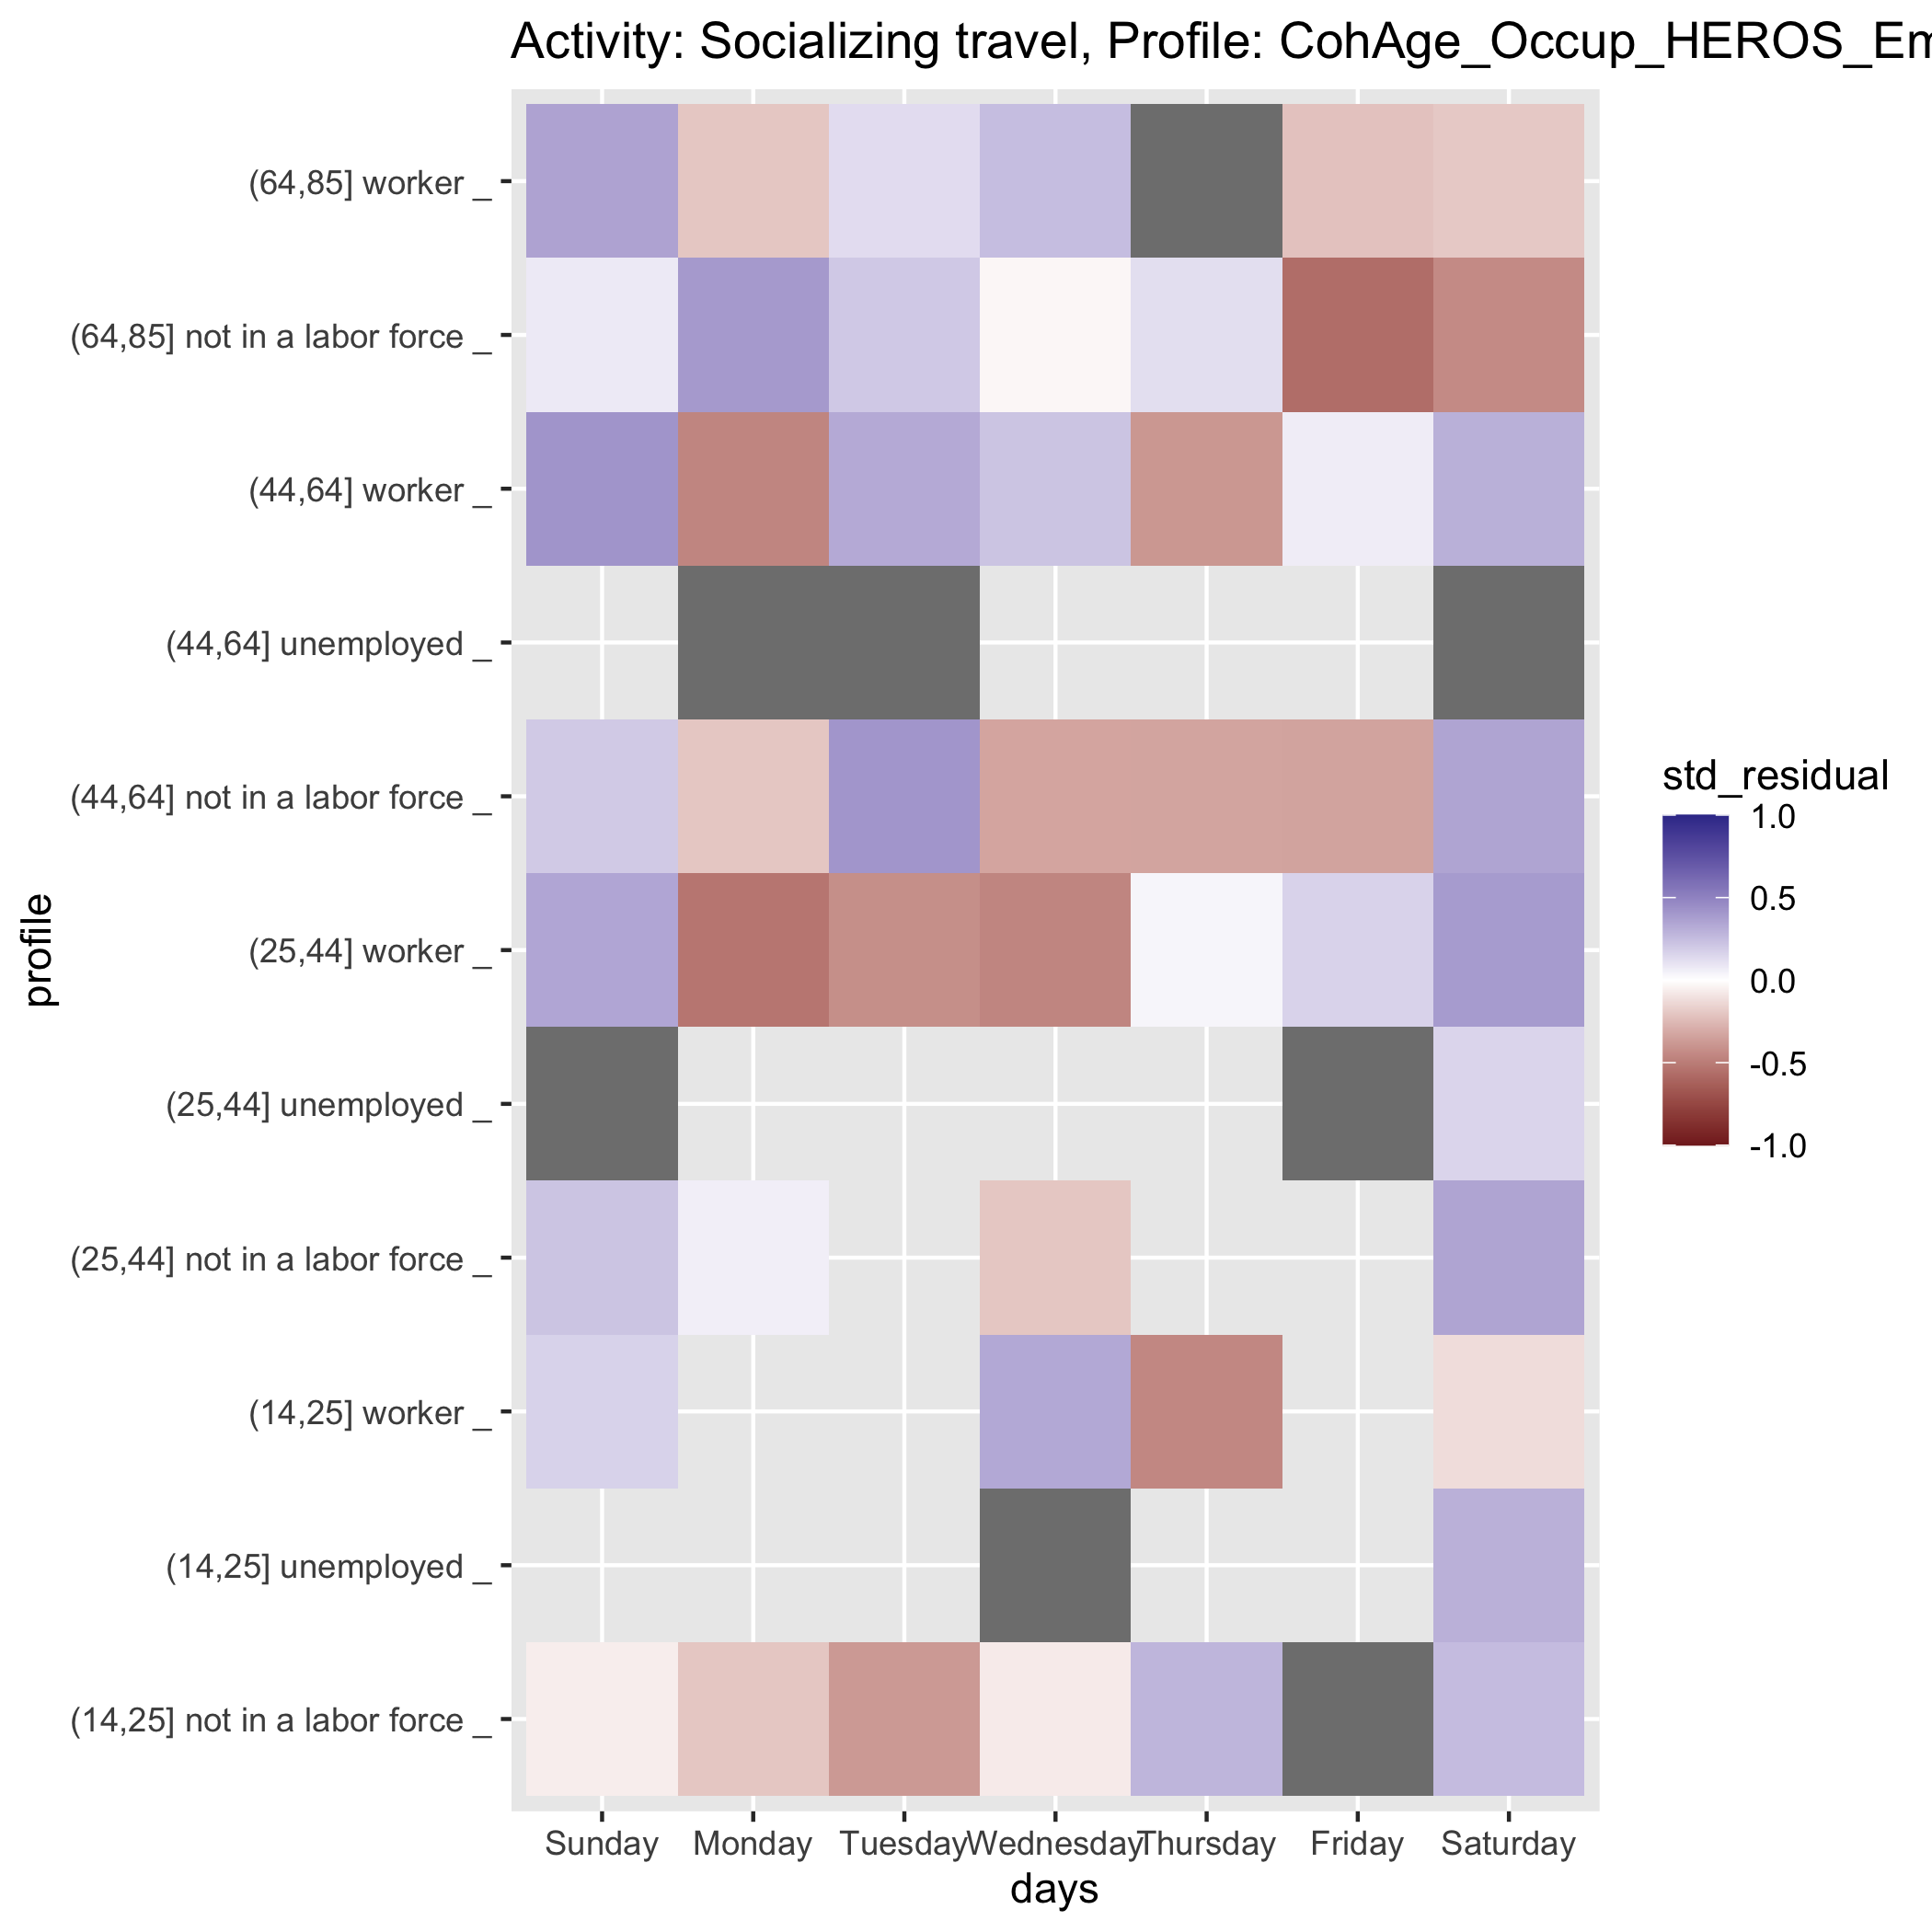 Activity: Socializing travel, Profile: CohAge_Occup_HEROS_Em
(64,85] worker _
(64,85] not in a labor force _
(44,64] worker _
(44,64] unemployed _
(44,64] not in a labor force _
(25,44] worker _
(25,44] unemployed _
(25,44] not in a labor force _
(14,25] worker _
(14,25] unemployed _
(14,25] not in a labor force _
profile
Sunday Monday Tuesday Wednesday Thursday Friday Saturday
days
std_residual
1.0
0.5
0.0
-0.5
-1.0